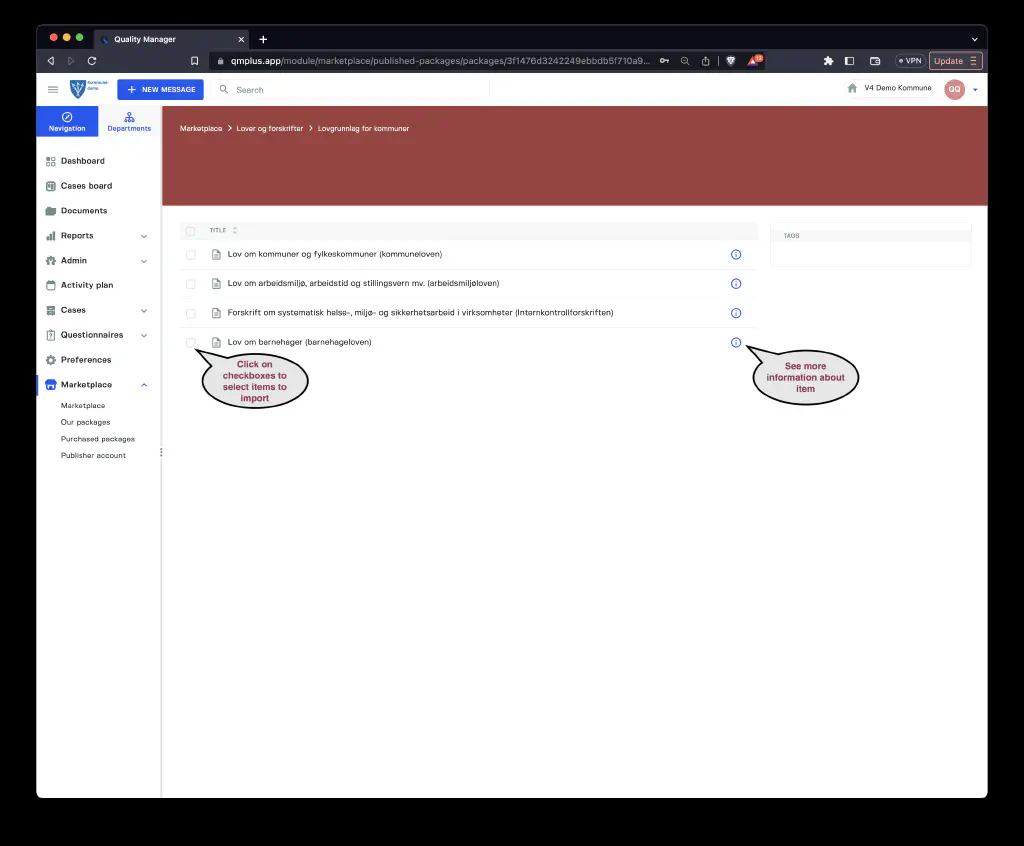 Quality Manager
qmplus.app/module/marketplace/published-packages/packages/3f1476d3242249ebbdb5f710a9...
13
VPN
Update
Kommune-
demo
NEW MESSAGE
Search
V4 Demo Kommune
QQ
Navigation
Departments
Marketplace > Lover og forskrifter > Lovgrunnlag for kommuner
Dashboard
Cases board
Documents
Reports
Admin
Activity plan
Cases
Questionnaires
Preferences
Marketplace
Marketplace
Our packages
Purchased packages
Publisher account
TITLE
Lov om kommuner og fylkeskommuner (kommuneloven)
Lov om arbeidsmiljø, arbeidstid og stillingsvern mv. (arbeidsmiljøloven)
Forskrift om systematisk helse-, miljø- og sikkerhetsarbeid i virksomheter (Internkontrollforskriften)
Lov om barnehager (barnehageloven)
TAGS
Click on
checkboxes to
select items to
import
See more
information about
item